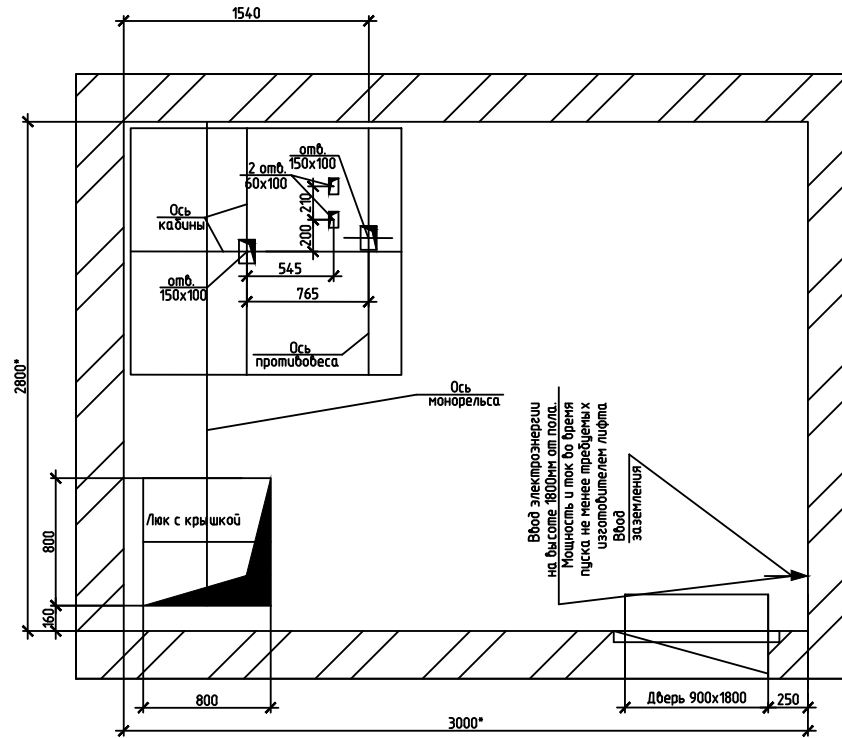 1540
отв.
150х100
2 отв.
60х100
210
200
Ось
кабины
отв.
150х100
545
765
Ось
противовеса
2800*
Ось
монорельса
Ввод электроэнергии
на высоте 1800мм от пола.
Мощность и ток во время
пуска не менее требуемых
изготовителем лифта
Ввод
заземления
Люк с крышкой
800
160
800
Дверь 900х1800
250
3000*